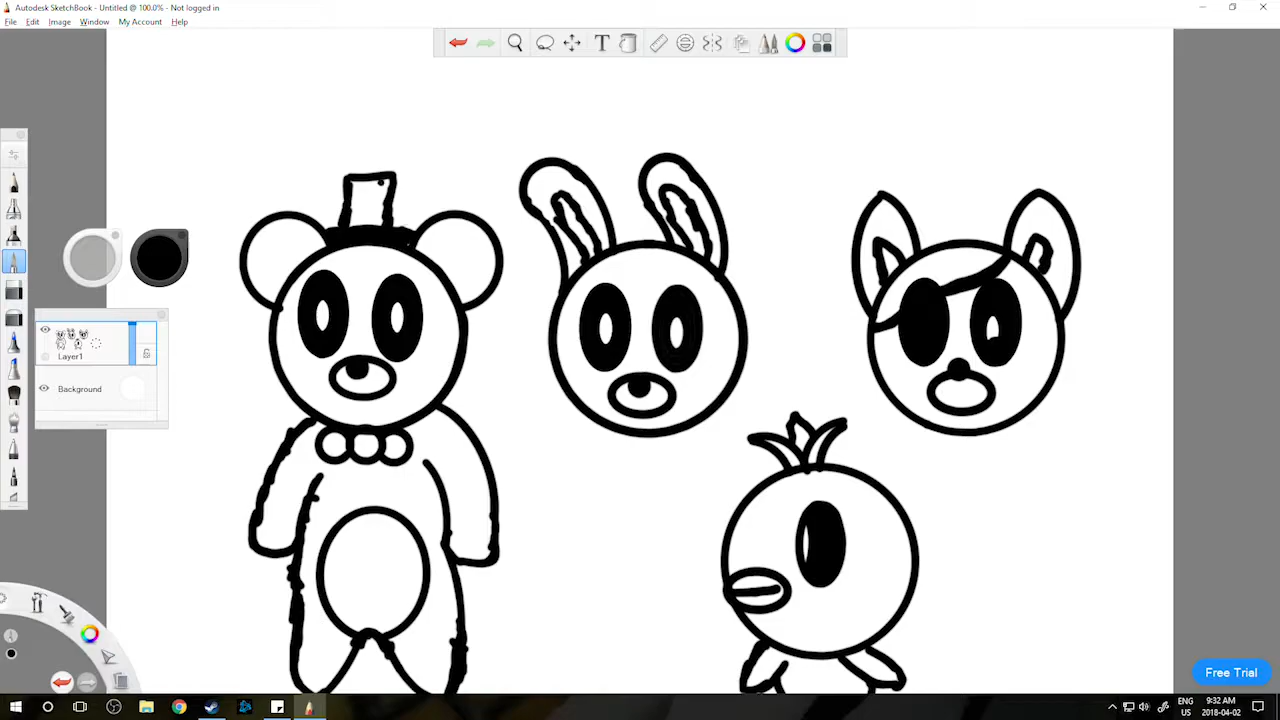 Autodesk SketchBook - Untitled @ 100.0% - Not logged in
File Edit Image Window My Account Help
T
Layer1
Background
Free Trial
ENG 9:32 AM
US 2018-04-02